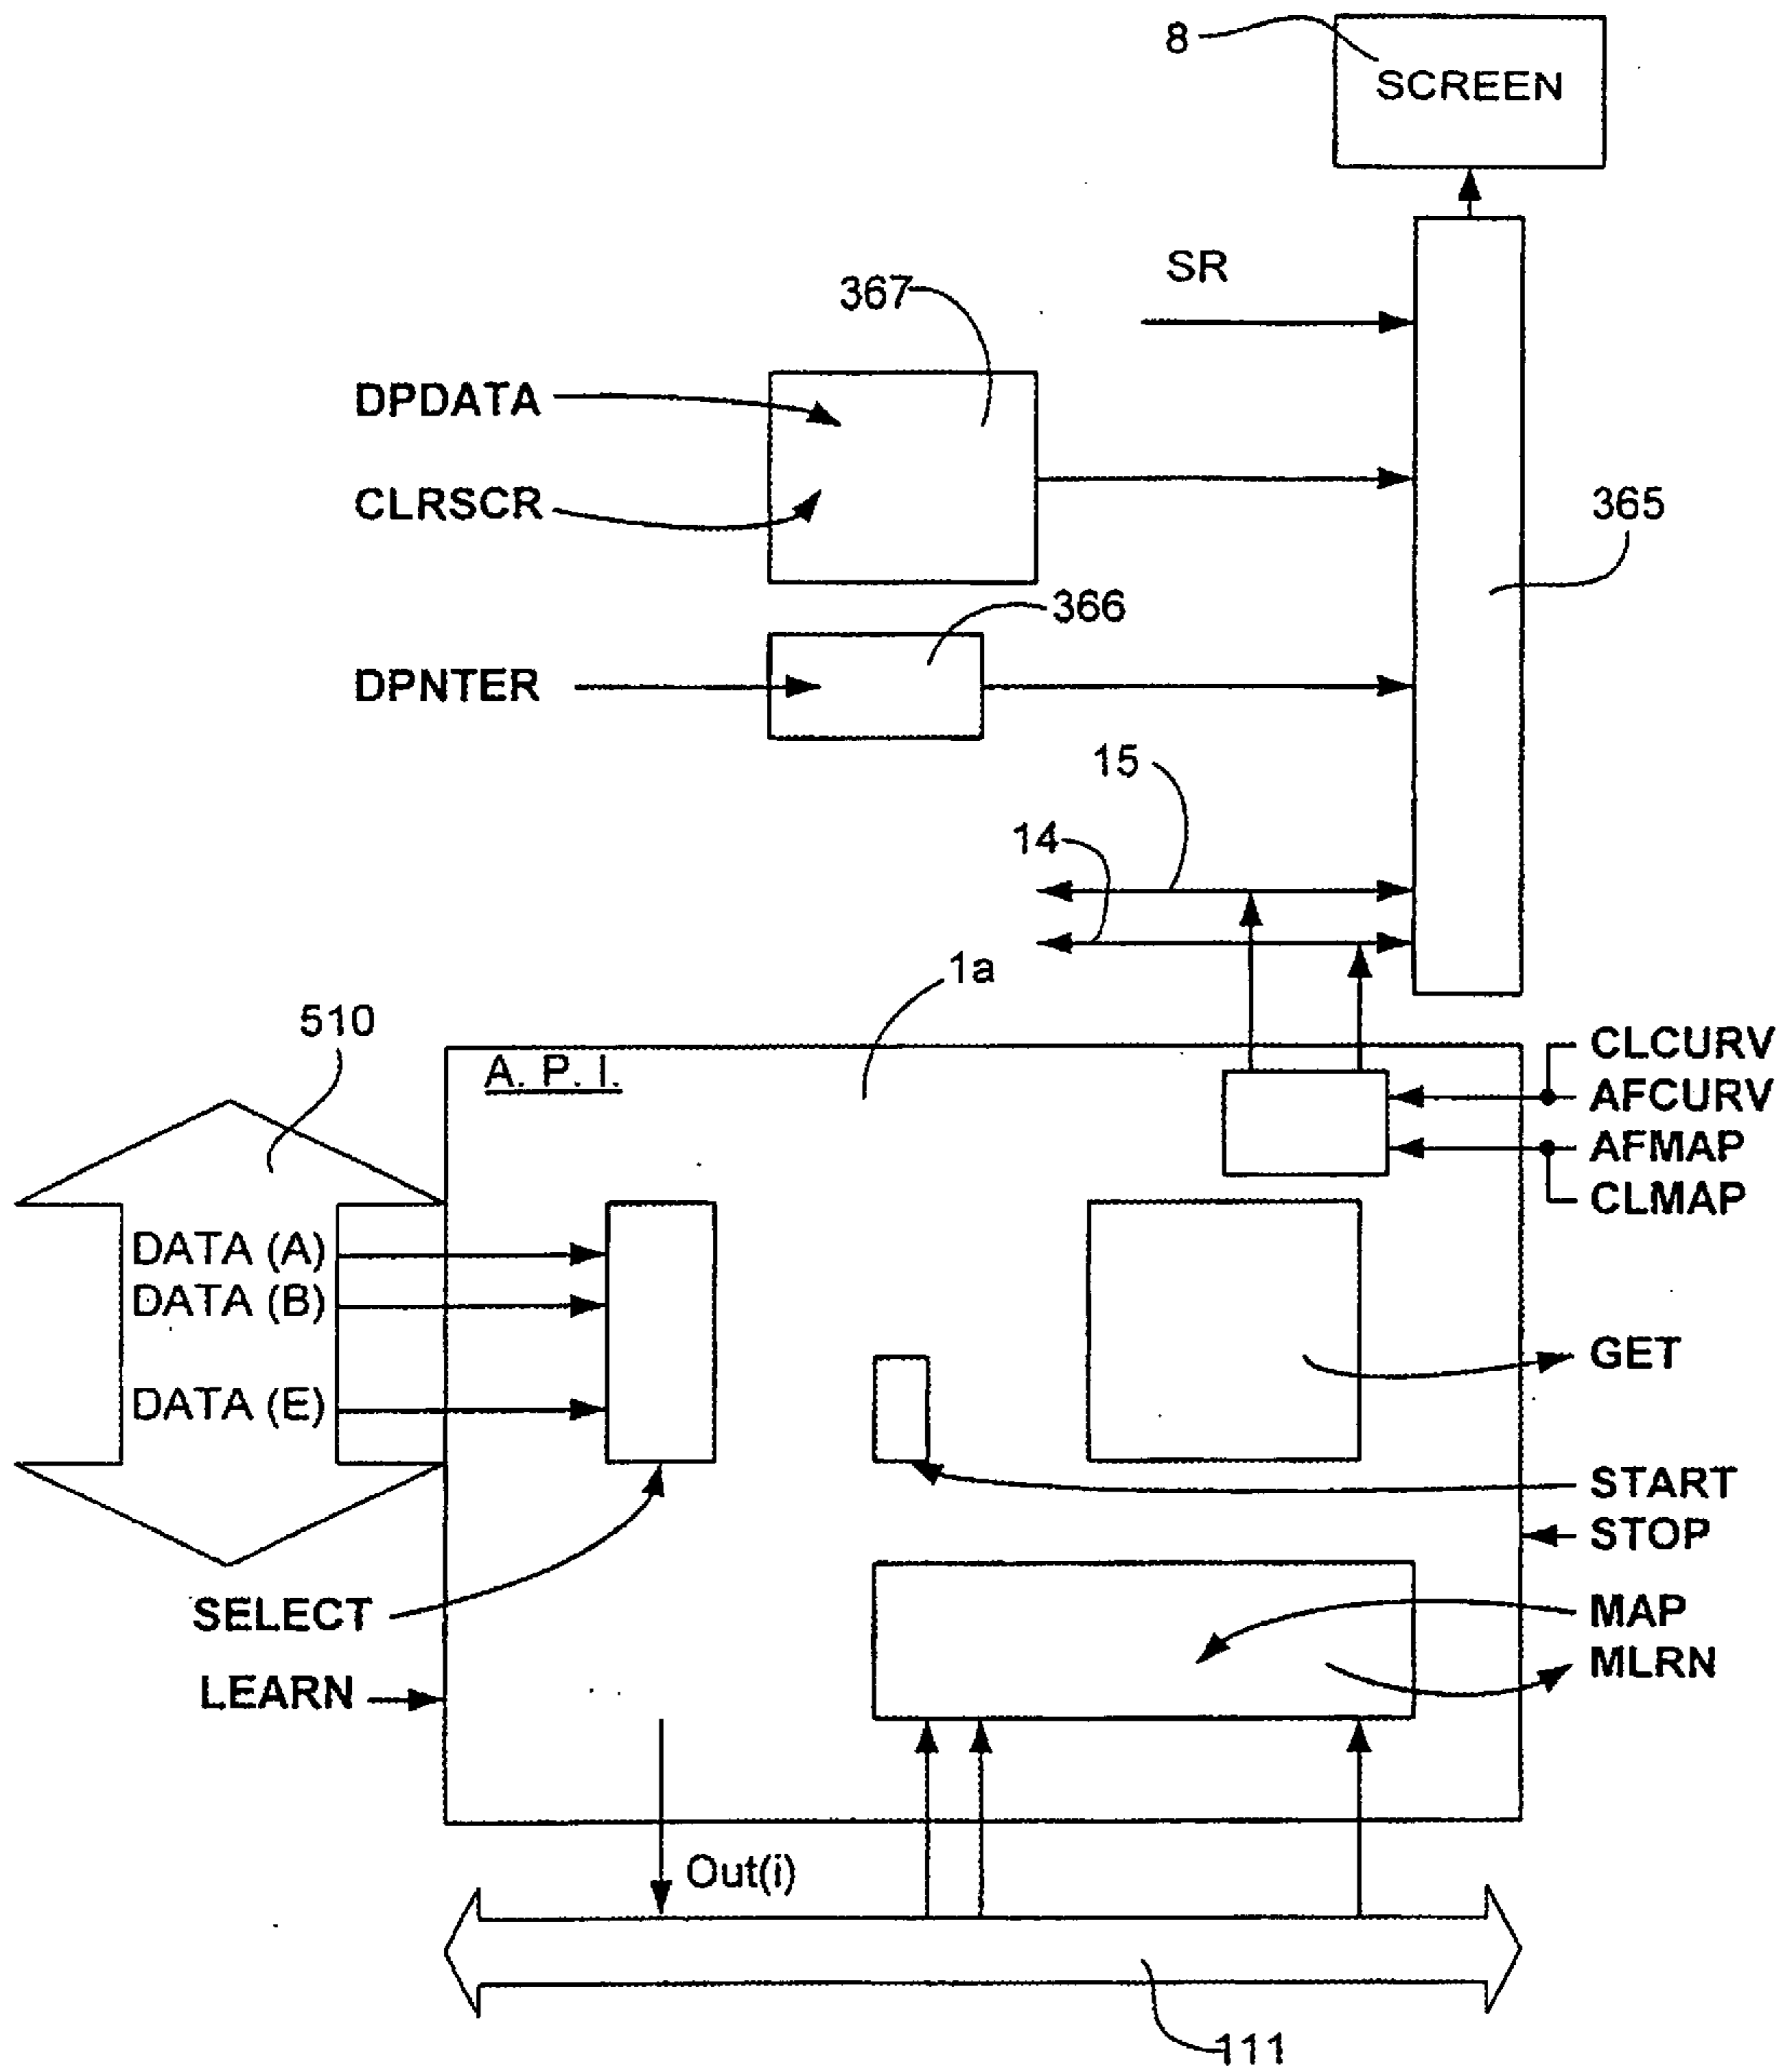 8
SCREEN
SR
367
DPDATA
CLRSCR
365
366
DPNTER
15
14
1a
510
A. P. I.
CLCURV
AFCURV
AFMAP
CLMAP
DATA (A)
DATA (B)
DATA (E)
GET
START
STOP
SELECT
MAP
MLRN
LEARN
Out(i)
111